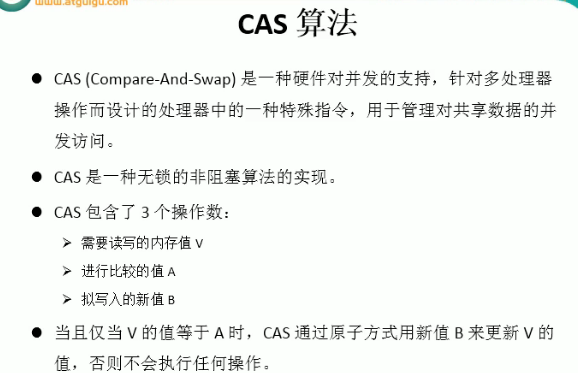 www.atguigu.com
CAS 算法
● CAS (Compare-And-Swap) 是一种硬件对并发的支持，针对多处理器
操作而设计的处理器中的一种特殊指令，用于管理对共享数据的并
发访问。
● CAS 是一种无锁的非阻塞算法的实现。
● CAS 包含了 3 个操作数：
➢ 需要读写的内存值 V
➢ 进行比较的值 A
➢ 拟写入的新值 B
● 当且仅当 V 的值等于 A 时，CAS 通过原子方式用新值 B 来更新 V 的
值，否则不会执行任何操作。